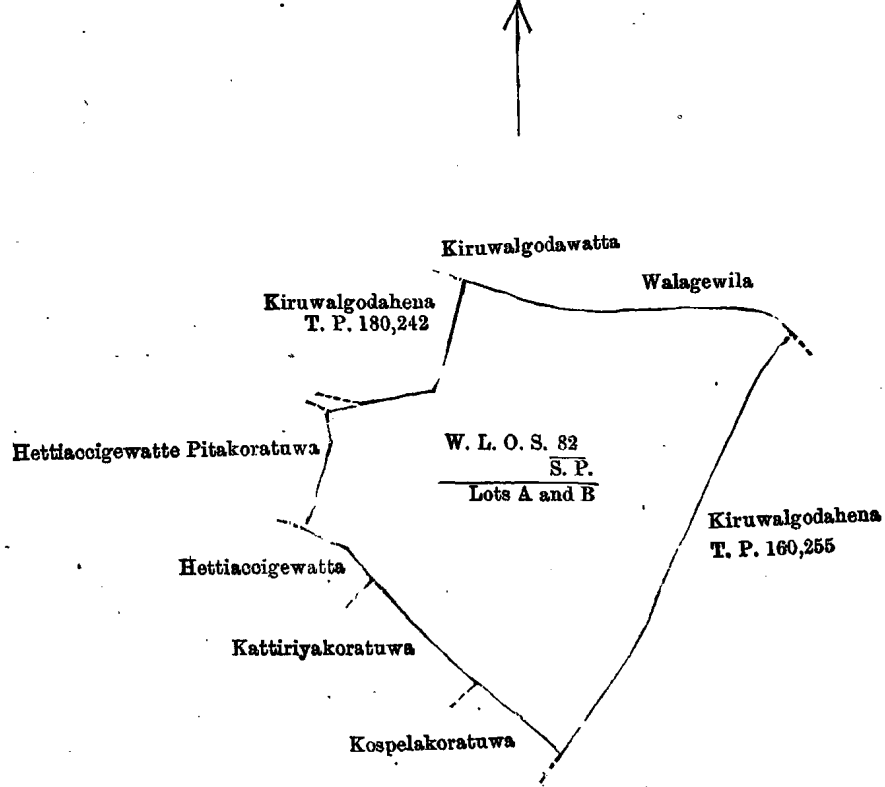 Kiruwalgodawatta
Walagewila
Kiruwalgodahena
T. P. 180,242
Hettiaccigewatte Pitakoratuwa
W. L. O. S. 82
S. P.
Lots A and B
Kiruwalgodahena
T. P. 160,255
Hettiaccigewatta
Kattiriyakoratuwa
Kospelakoratuwa